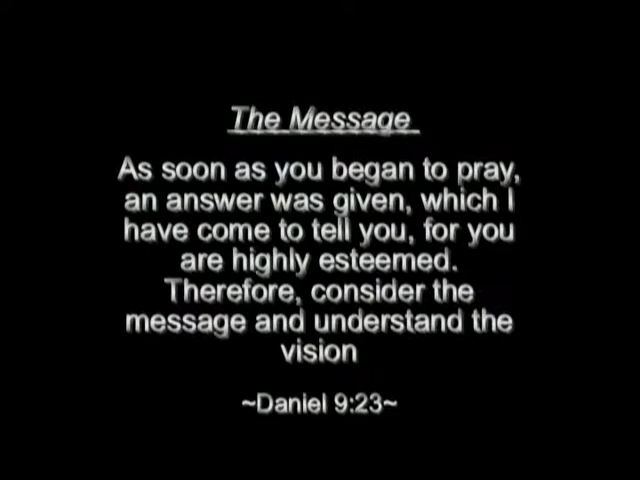 The Message
As soon as you began to pray,
an answer was given, which I
have come to tell you, for you
are highly esteemed.
Therefore, consider the
message and understand the
vision
~Daniel 9:23~